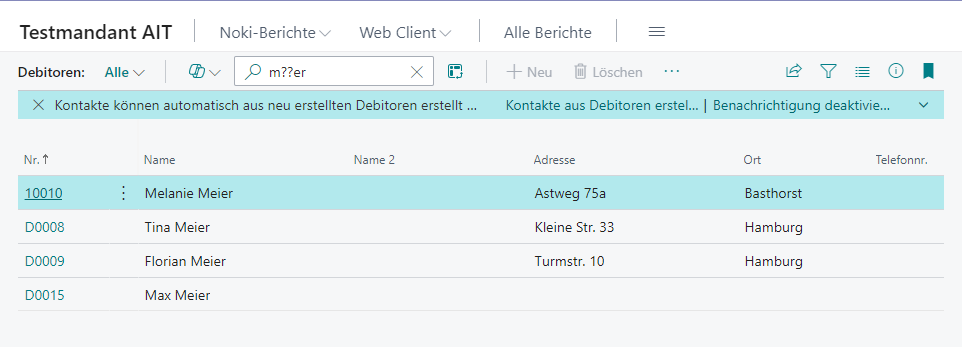 Testmandant AIT Noki-Berichte Web Client Alle Berichte
Debitoren: Alle m??er Neu Löschen ...
Kontakte können automatisch aus neu erstellten Debitoren erstellt ... Kontakte aus Debitoren erstel... | Benachrichtigung deaktivie...
Nr. ↑ Name Name 2 Adresse Ort Telefonnr.
10010 Melanie Meier Astweg 75a Basthorst
D0008 Tina Meier Kleine Str. 33 Hamburg
D0009 Florian Meier Turmstr. 10 Hamburg
D0015 Max Meier